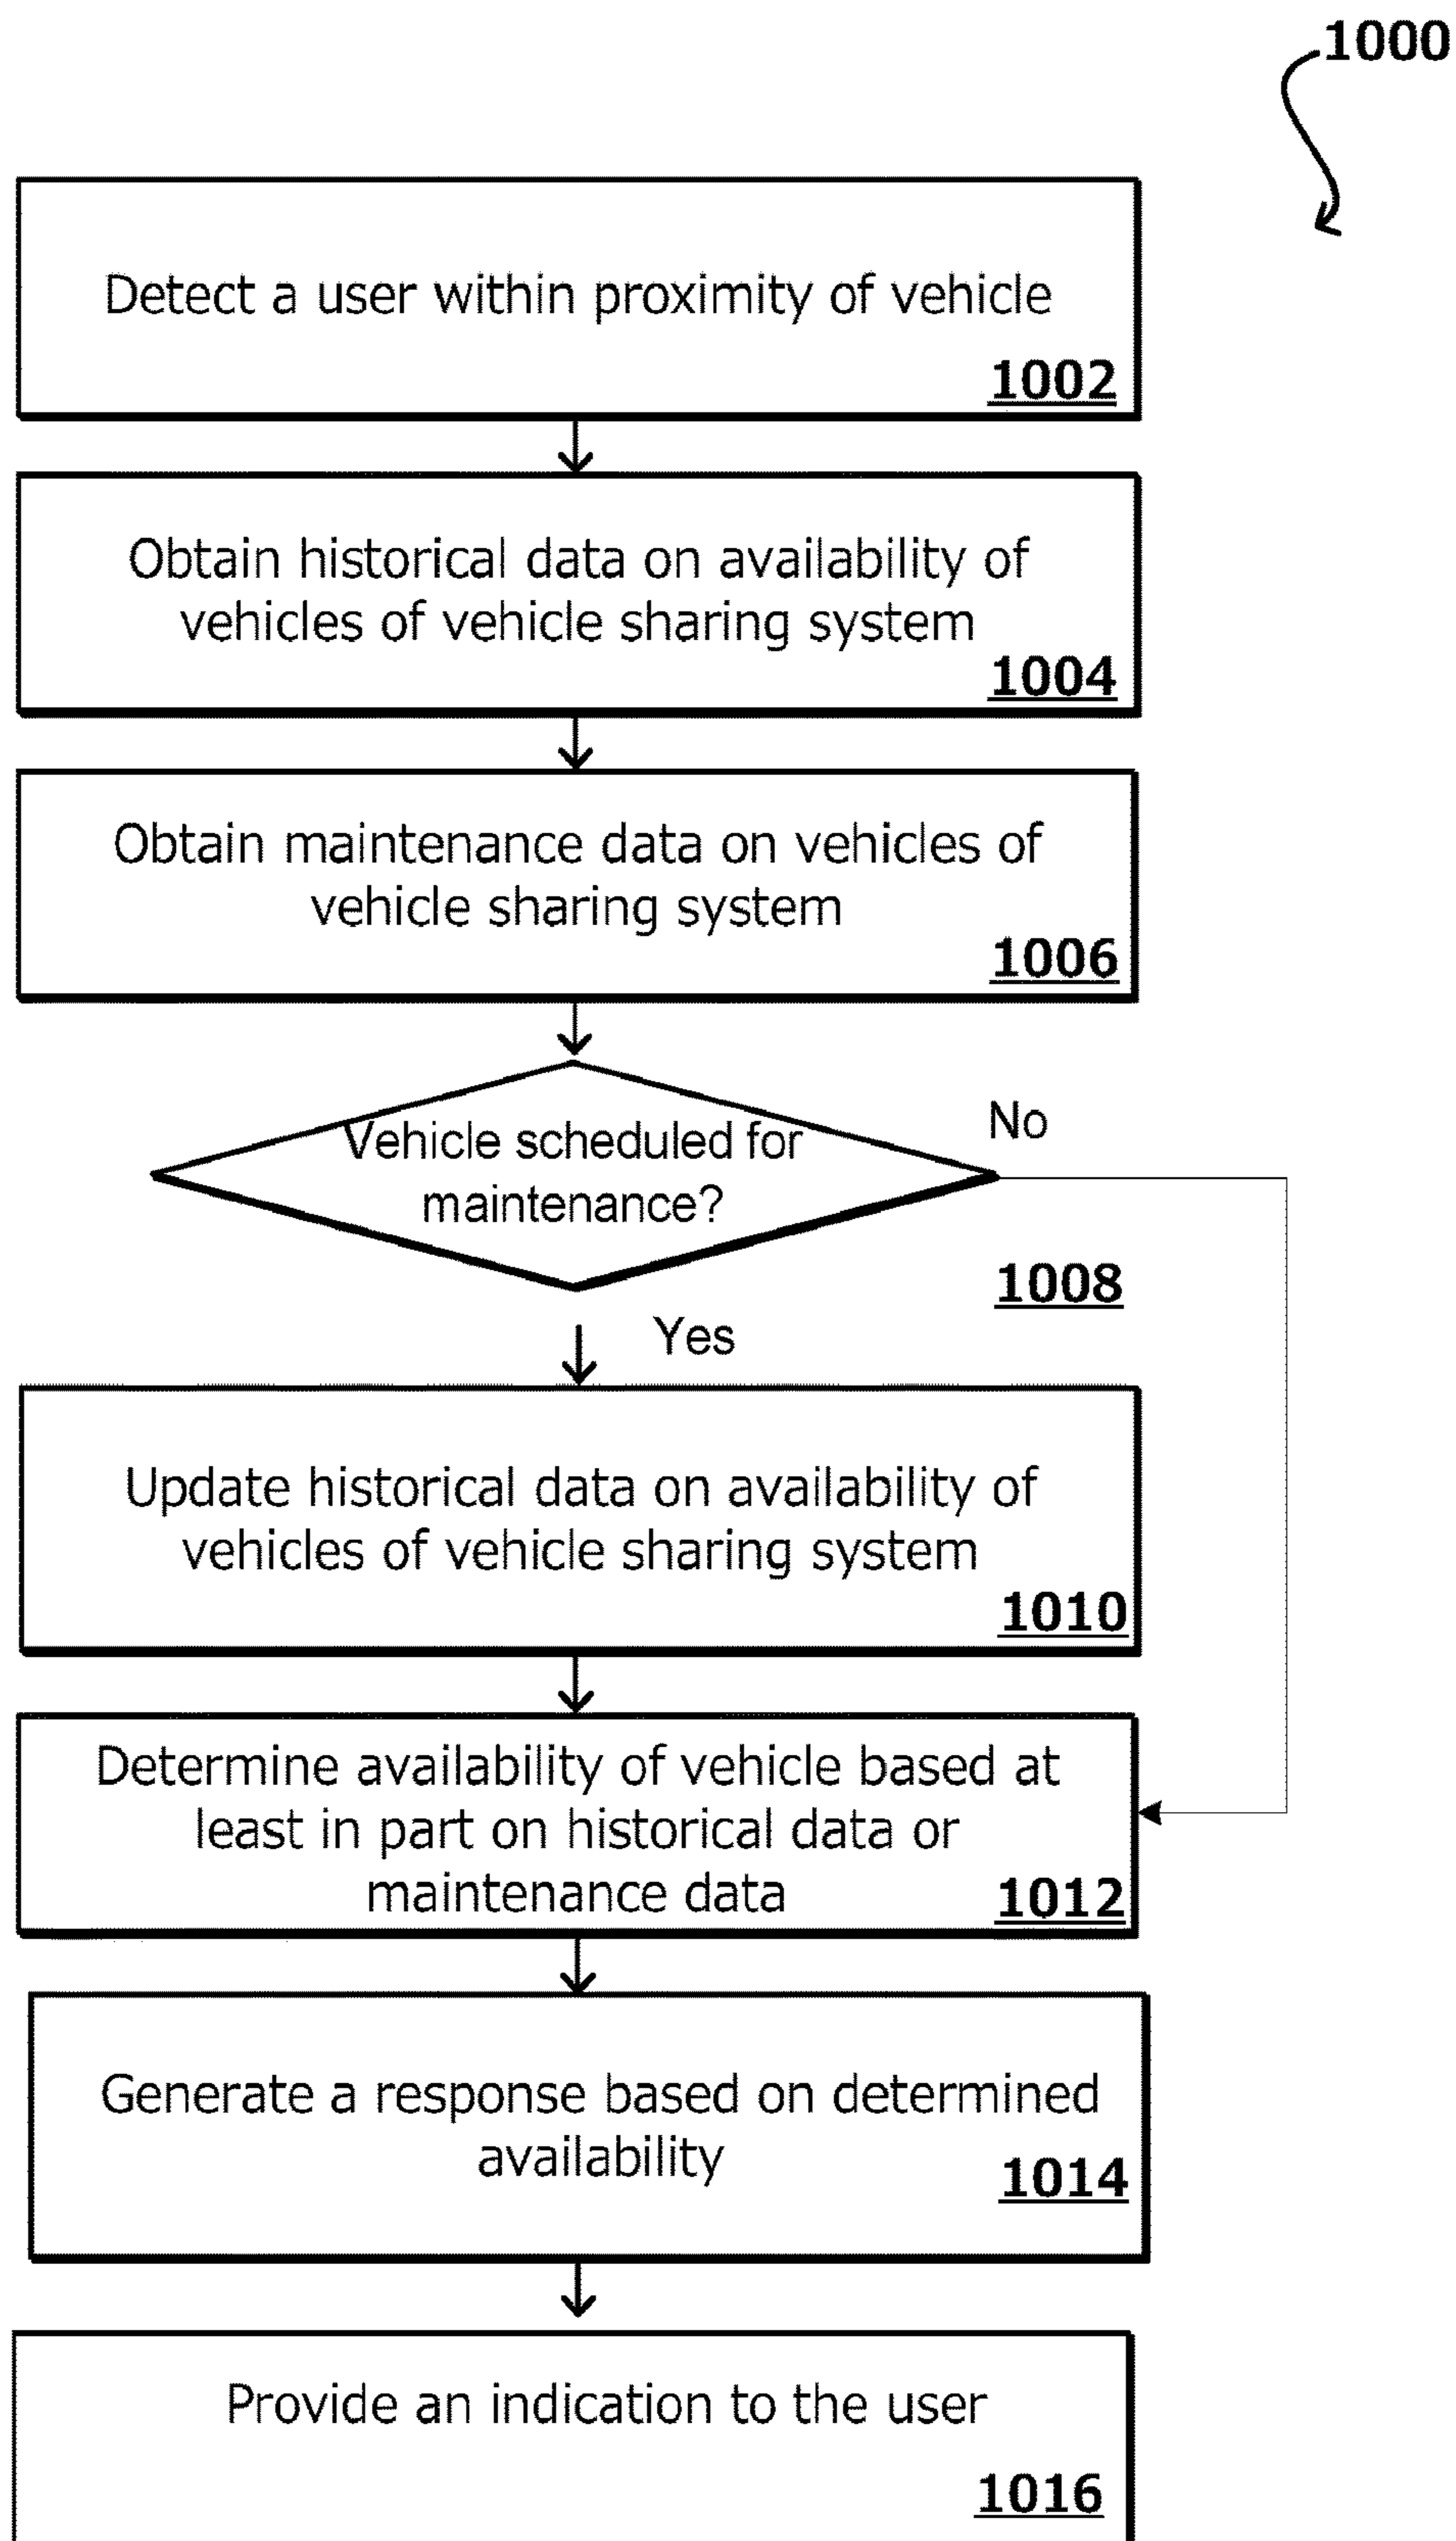 1000
Detect a user within proximity of vehicle
1002
Obtain historical data on availability of
vehicles of vehicle sharing system
1004
Obtain maintenance data on vehicles of
vehicle sharing system
1006
Vehicle scheduled for
maintenance?
No
1008
Yes
Update historical data on availability of
vehicles of vehicle sharing system
1010
Determine availability of vehicle based at
least in part on historical data or
maintenance data
1012
Generate a response based on determined
availability
1014
Provide an indication to the user
1016